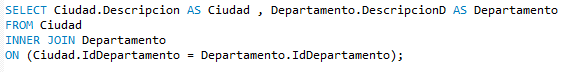 SELECT Ciudad.Descripcion AS Ciudad , Departamento.DescripcionD AS Departamento
FROM Ciudad
INNER JOIN Departamento
ON (Ciudad.IdDepartamento = Departamento.IdDepartamento);